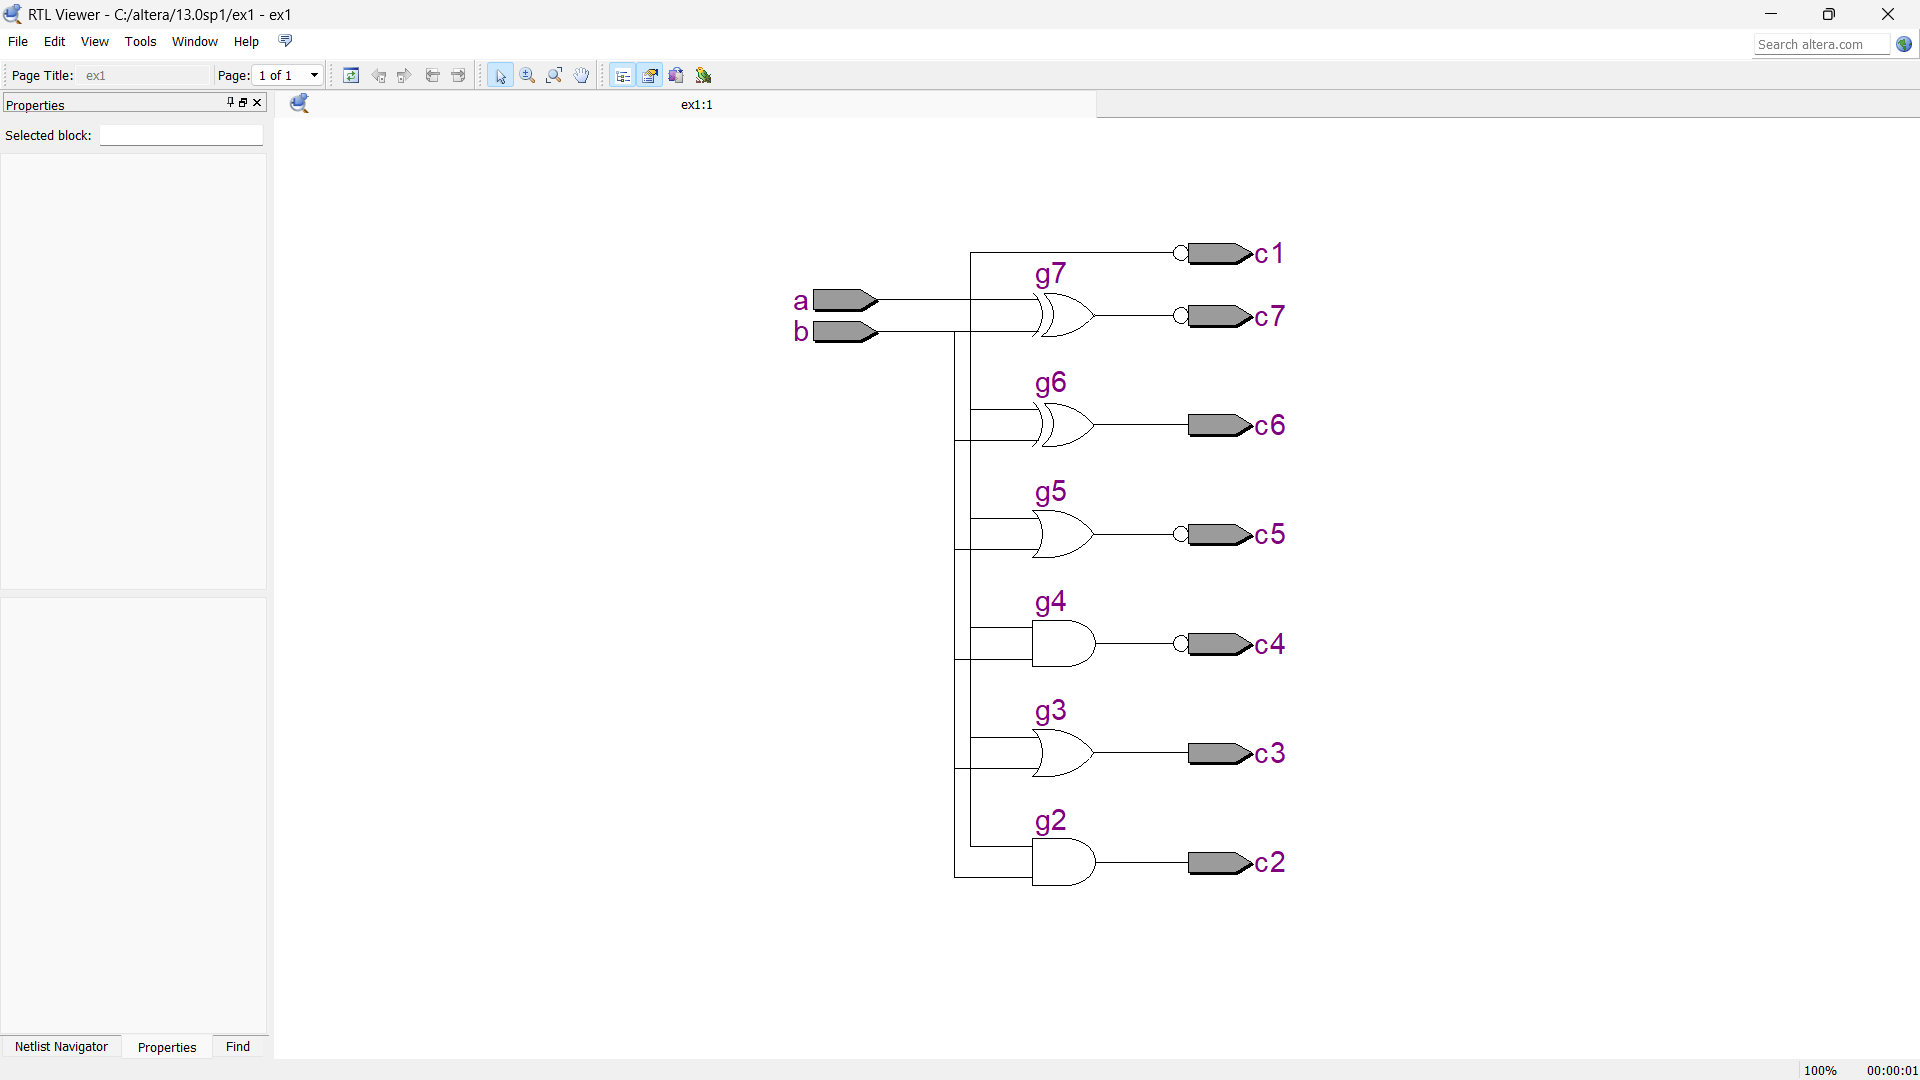 RTL Viewer - C:/altera/13.0sp1/ex1 - ex1
File Edit View Tools Window Help
Search altera.com
Page Title: ex1 Page: 1 of 1
Properties
ex1:1
Selected block:
c1
g7
a
c7
b
g6
c6
g5
c5
g4
c4
g3
c3
g2
c2
Netlist Navigator Properties Find
100% 00:00:01